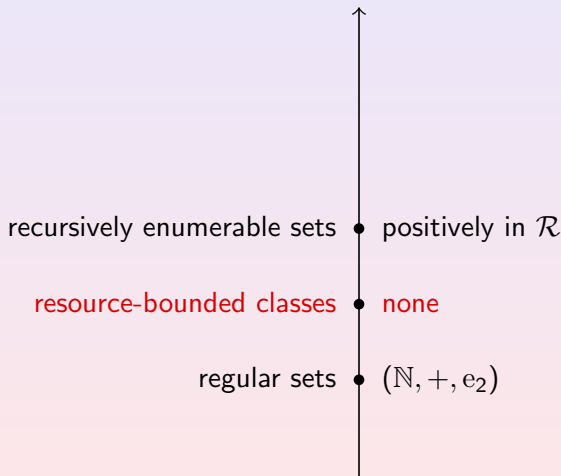 recursively enumerable sets positively in ℛ
resource-bounded classes none
regular sets (ℕ, +, e₂)